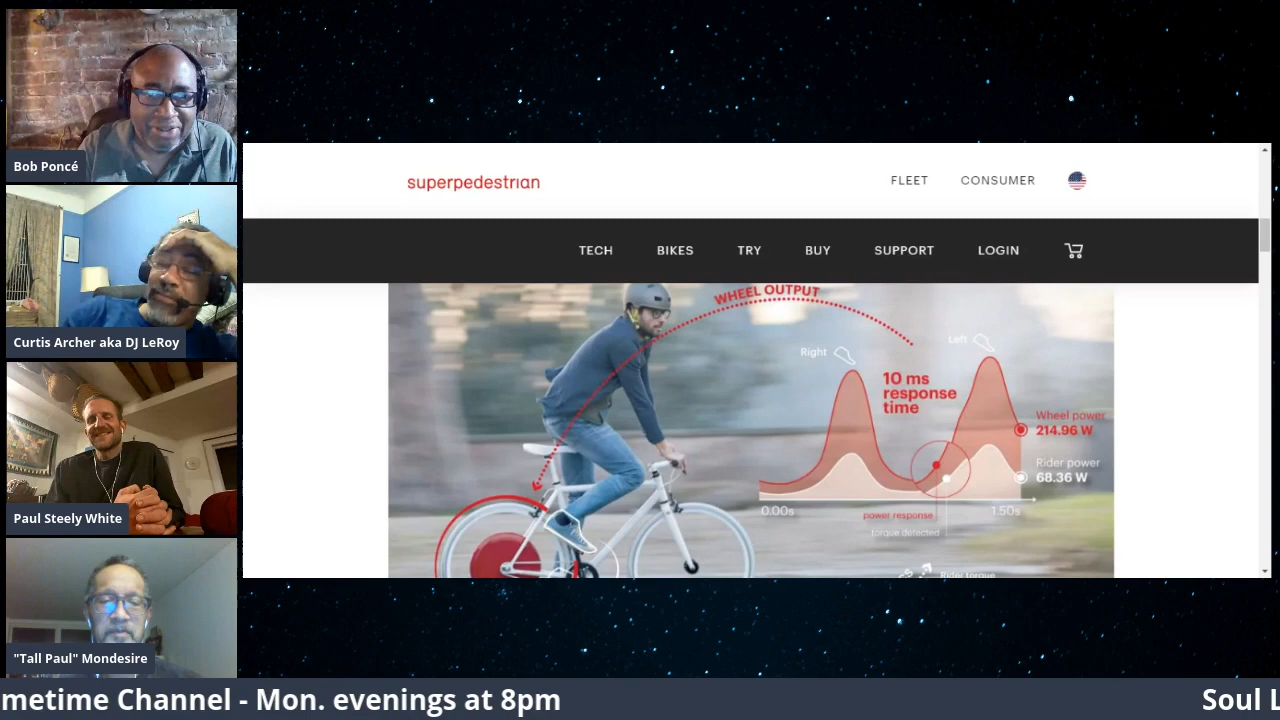 Bob Poncé
Curtis Archer aka DJ LeRoy
Paul Steely White
"Tall Paul" Mondesire
superpedestrian
FLEET CONSUMER
TECH BIKES TRY BUY SUPPORT LOGIN
WHEEL OUTPUT
Right
Left
10 ms
response
time
Wheel power
214.96 W
Rider power
68.36 W
0.00s
1.50s
power response
torque detected
Rider torque
metime Channel - Mon. evenings at 8pm
Soul L